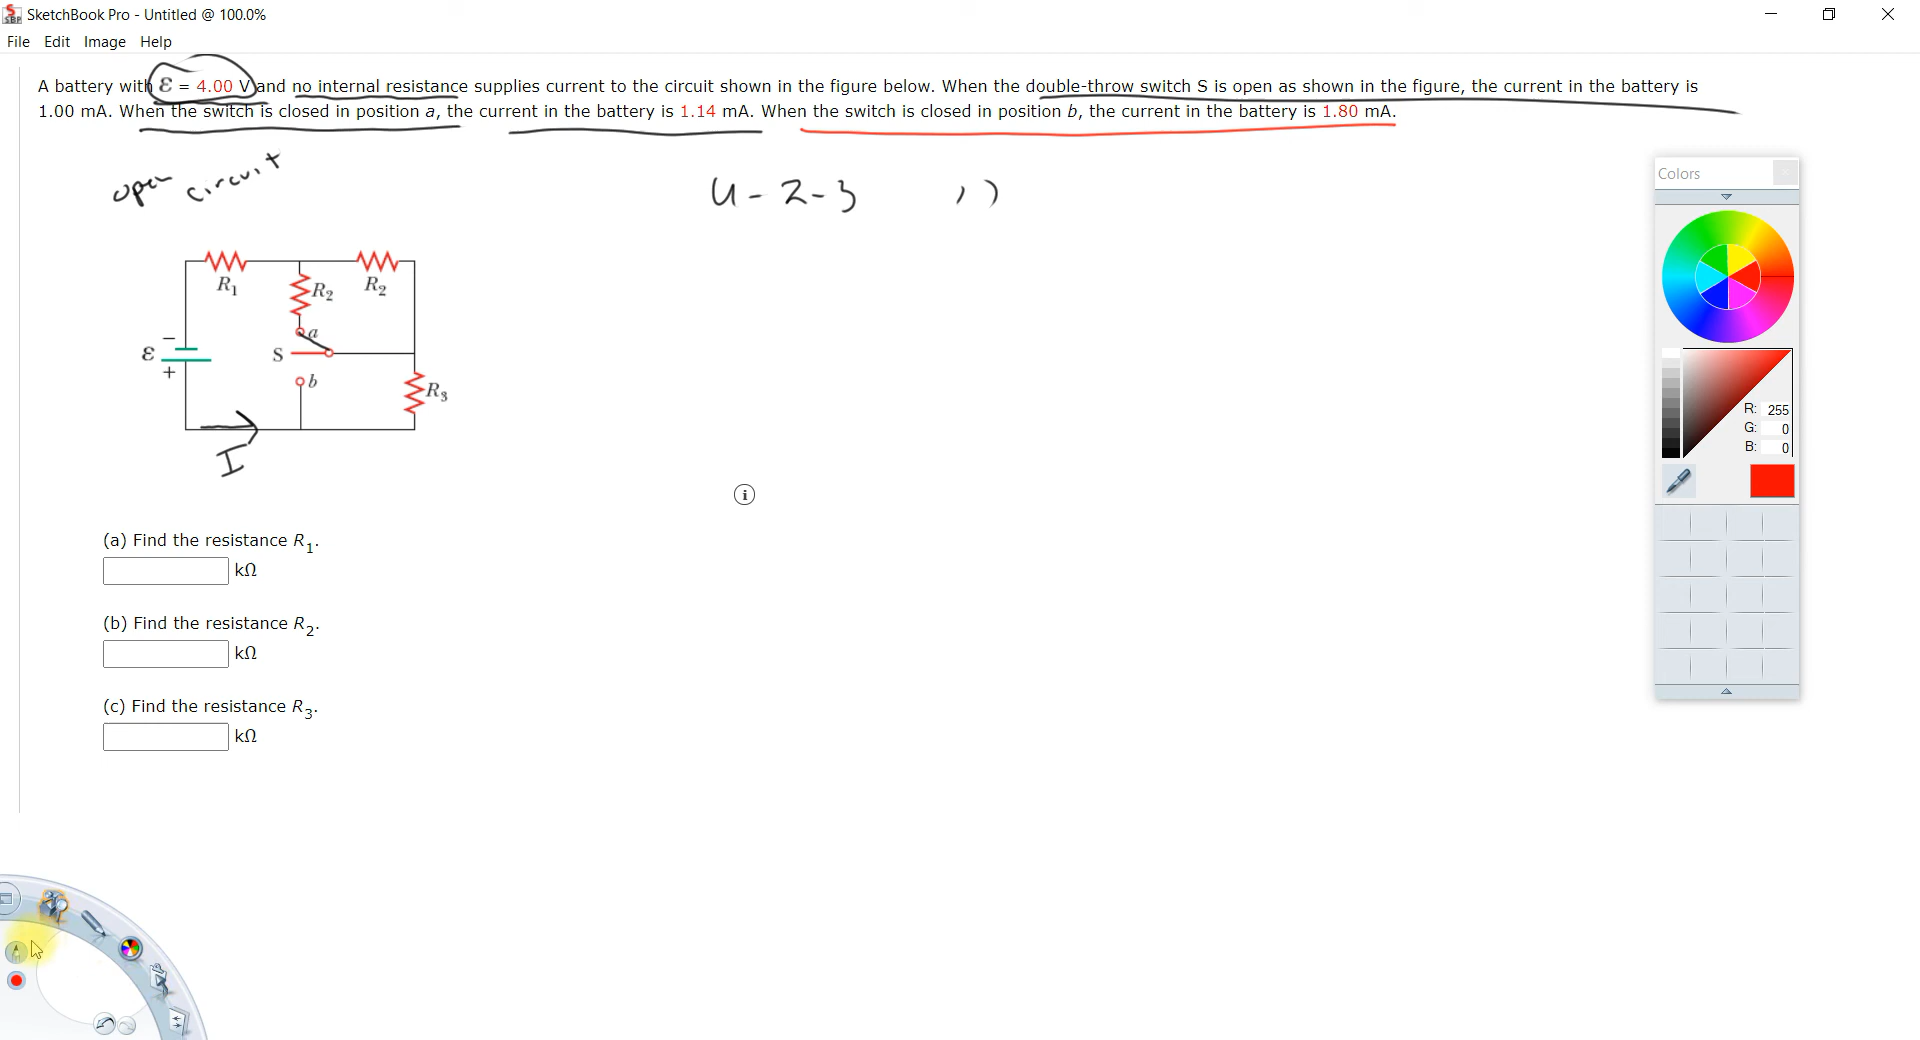 SketchBook Pro - Untitled @ 100.0%
File Edit Image Help
A battery with ε = 4.00 V and no internal resistance supplies current to the circuit shown in the figure below. When the double-throw switch S is open as shown in the figure, the current in the battery is
1.00 mA. When the switch is closed in position a, the current in the battery is 1.14 mA. When the switch is closed in position b, the current in the battery is 1.80 mA.
open circuit
4 - 2 - 3
Colors
R1
R2
R2
a
ε
−
+
S
b
R3
I
R: 255
G: 0
B: 0
i
(a) Find the resistance R1.
kΩ
(b) Find the resistance R2.
kΩ
(c) Find the resistance R3.
kΩ